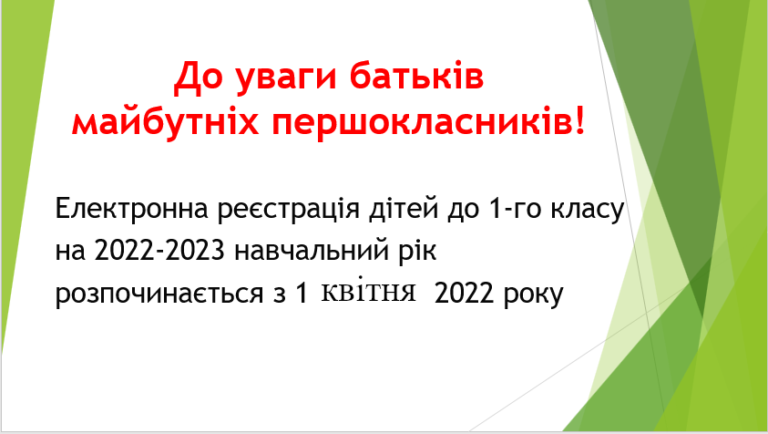 До уваги батьків
майбутніх першокласників!
Електронна реєстрація дітей до 1-го класу
на 2022-2023 навчальний рік
розпочинається з 1 квітня 2022 року